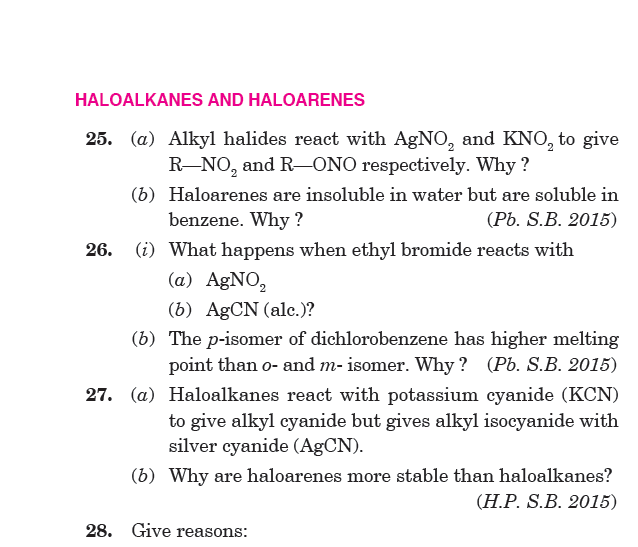 HALOALKANES AND HALOARENES
25. (a) Alkyl halides react with AgNO₂ and KNO₂ to give
R—NO₂ and R—ONO respectively. Why ?
(b) Haloarenes are insoluble in water but are soluble in
benzene. Why ? (Pb. S.B. 2015)
26. (i) What happens when ethyl bromide reacts with
(a) AgNO₂
(b) AgCN (alc.)?
(b) The p-isomer of dichlorobenzene has higher melting
point than o- and m- isomer. Why ? (Pb. S.B. 2015)
27. (a) Haloalkanes react with potassium cyanide (KCN)
to give alkyl cyanide but gives alkyl isocyanide with
silver cyanide (AgCN).
(b) Why are haloarenes more stable than haloalkanes?
(H.P. S.B. 2015)
28. Give reasons: